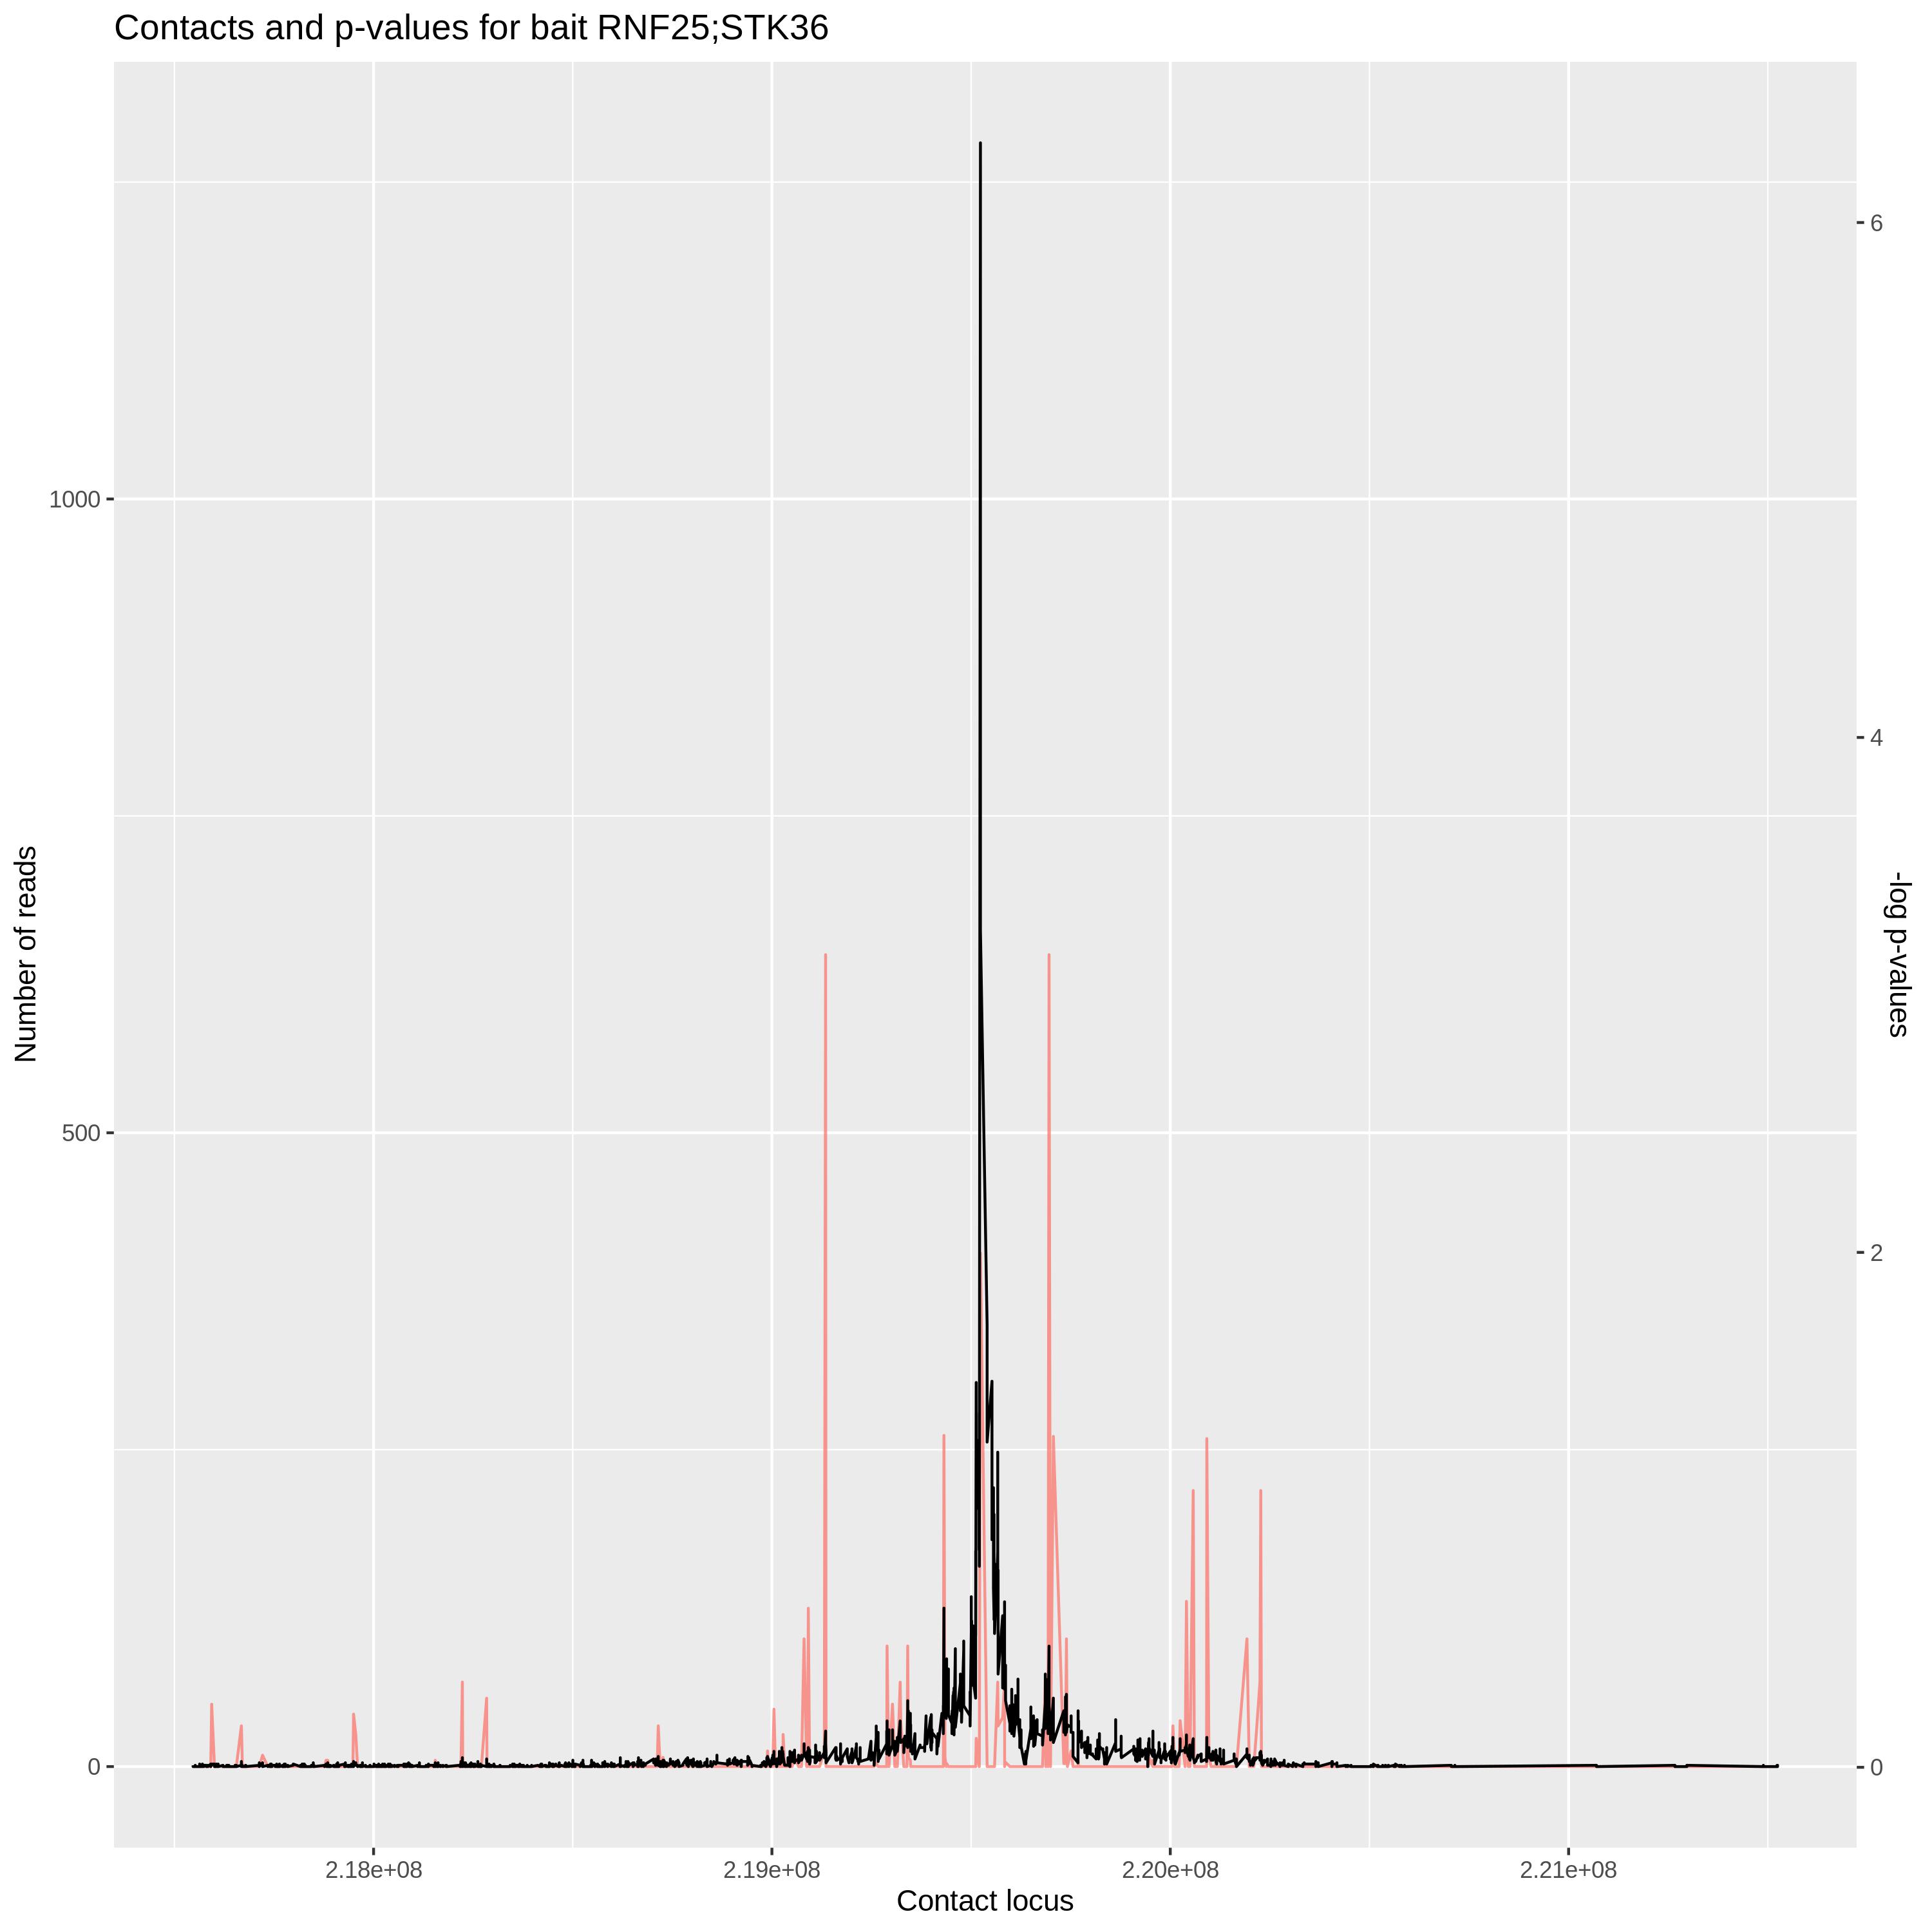 Contacts and p-values for bait RNF25;STK36
Number of reads
1000
500
0
6
4
2
0
-log p-values
2.18e+08
2.19e+08
2.20e+08
2.21e+08
Contact locus